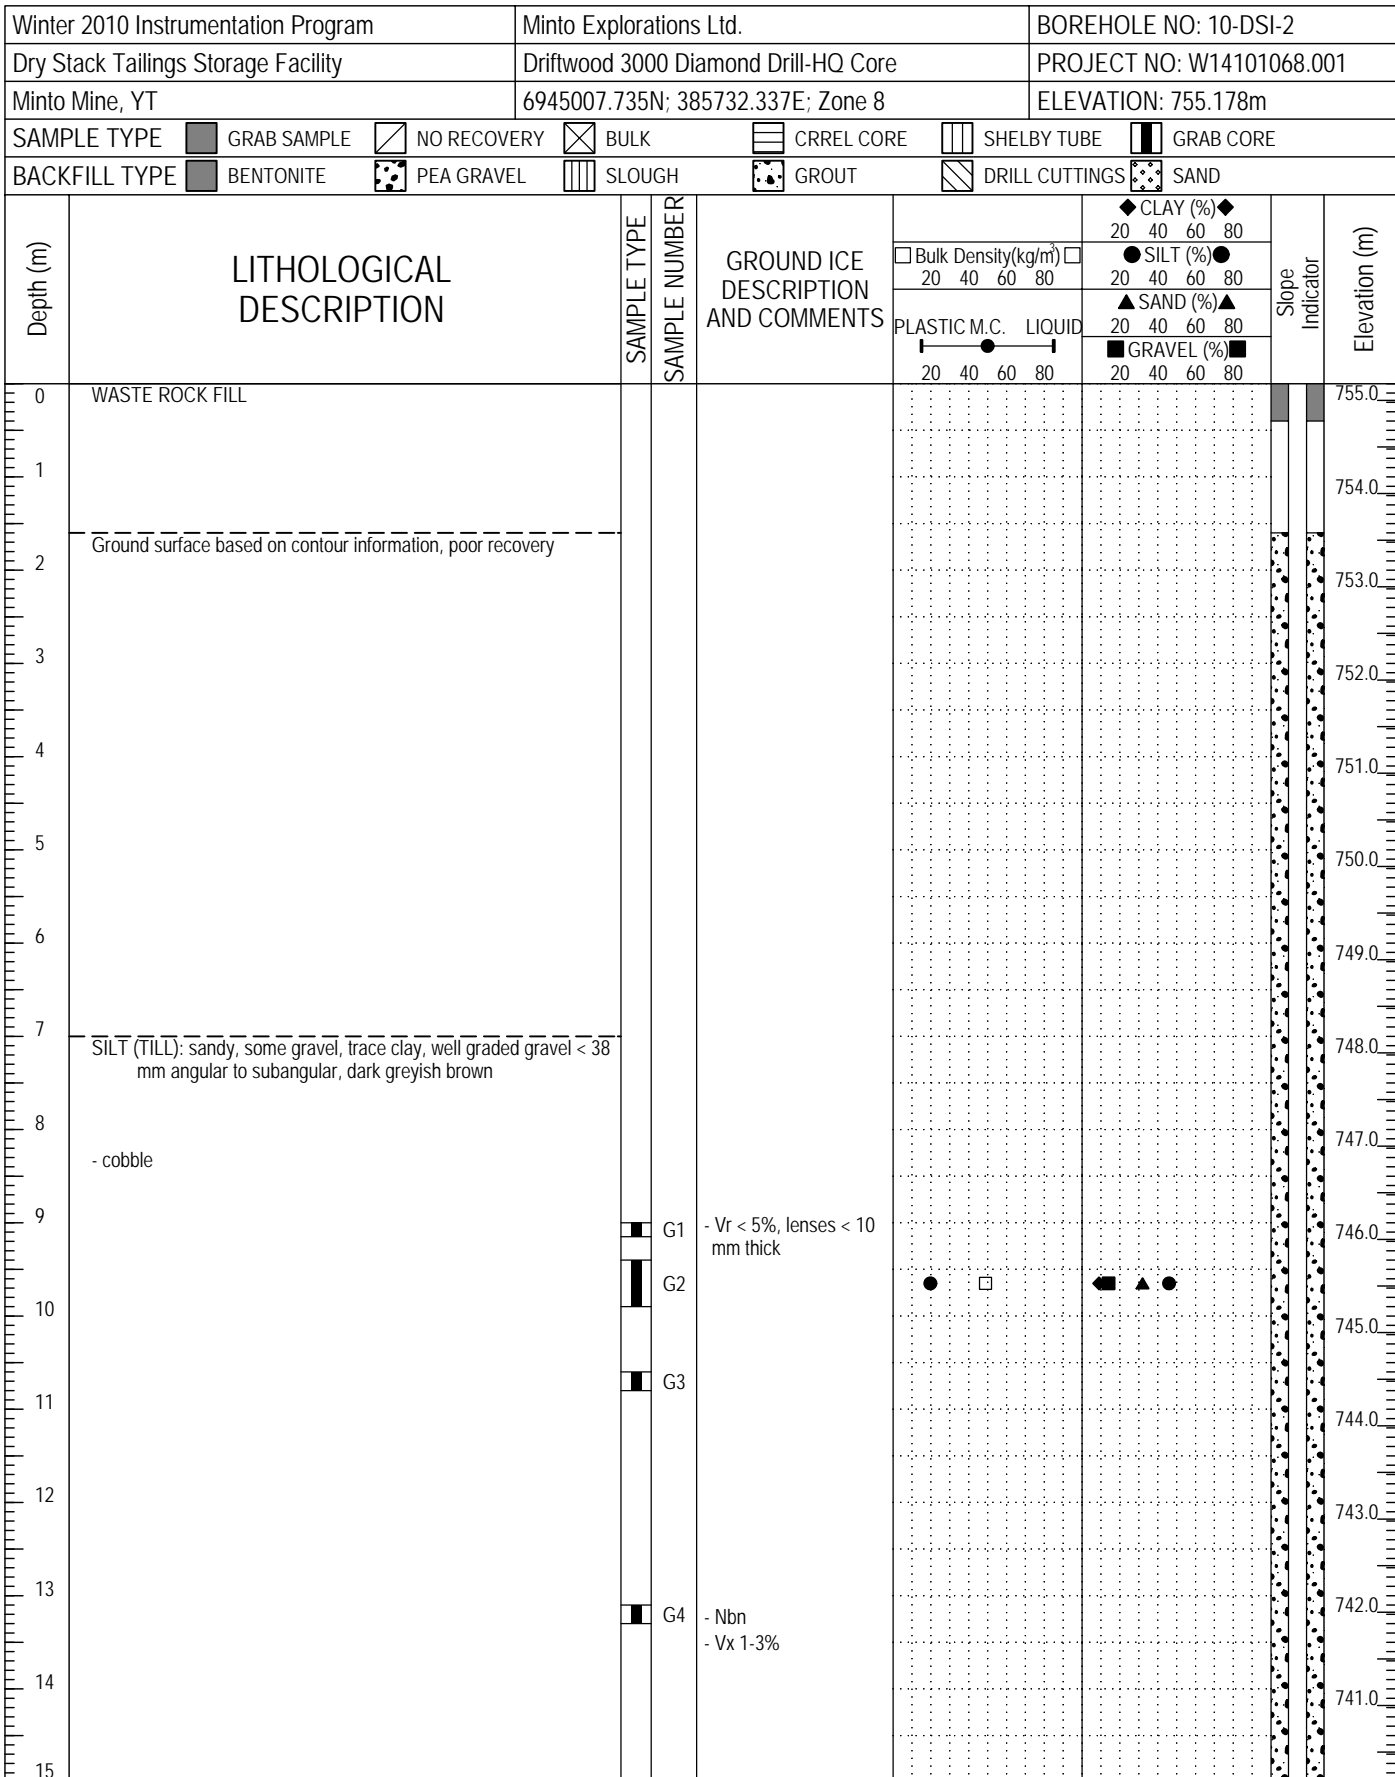 Winter 2010 Instrumentation Program
Minto Explorations Ltd.
BOREHOLE NO: 10-DSI-2
Dry Stack Tailings Storage Facility
Driftwood 3000 Diamond Drill-HQ Core
PROJECT NO: W14101068.001
Minto Mine, YT
6945007.735N; 385732.337E; Zone 8
ELEVATION: 755.178m
SAMPLE TYPE
GRAB SAMPLE
NO RECOVERY
BULK
CRREL CORE
SHELBY TUBE
GRAB CORE
BACKFILL TYPE
BENTONITE
PEA GRAVEL
SLOUGH
GROUT
DRILL CUTTINGS
SAND
Depth (m)
LITHOLOGICAL
DESCRIPTION
SAMPLE TYPE
SAMPLE NUMBER
GROUND ICE
DESCRIPTION
AND COMMENTS
Bulk Density(kg/m³)
20 40 60 80
PLASTIC M.C. LIQUID
20 40 60 80
CLAY (%)
20 40 60 80
SILT (%)
20 40 60 80
SAND (%)
20 40 60 80
GRAVEL (%)
20 40 60 80
Slope
Indicator
Elevation (m)
0
WASTE ROCK FILL
755.0
1
754.0
Ground surface based on contour information, poor recovery
2
753.0
3
752.0
4
751.0
5
750.0
6
749.0
7
SILT (TILL): sandy, some gravel, trace clay, well graded gravel < 38
mm angular to subangular, dark greyish brown
748.0
8
747.0
- cobble
9
G1
- Vr < 5%, lenses < 10
mm thick
746.0
G2
10
745.0
G3
11
744.0
12
743.0
13
742.0
G4
- Nbn
- Vx 1-3%
14
741.0
15